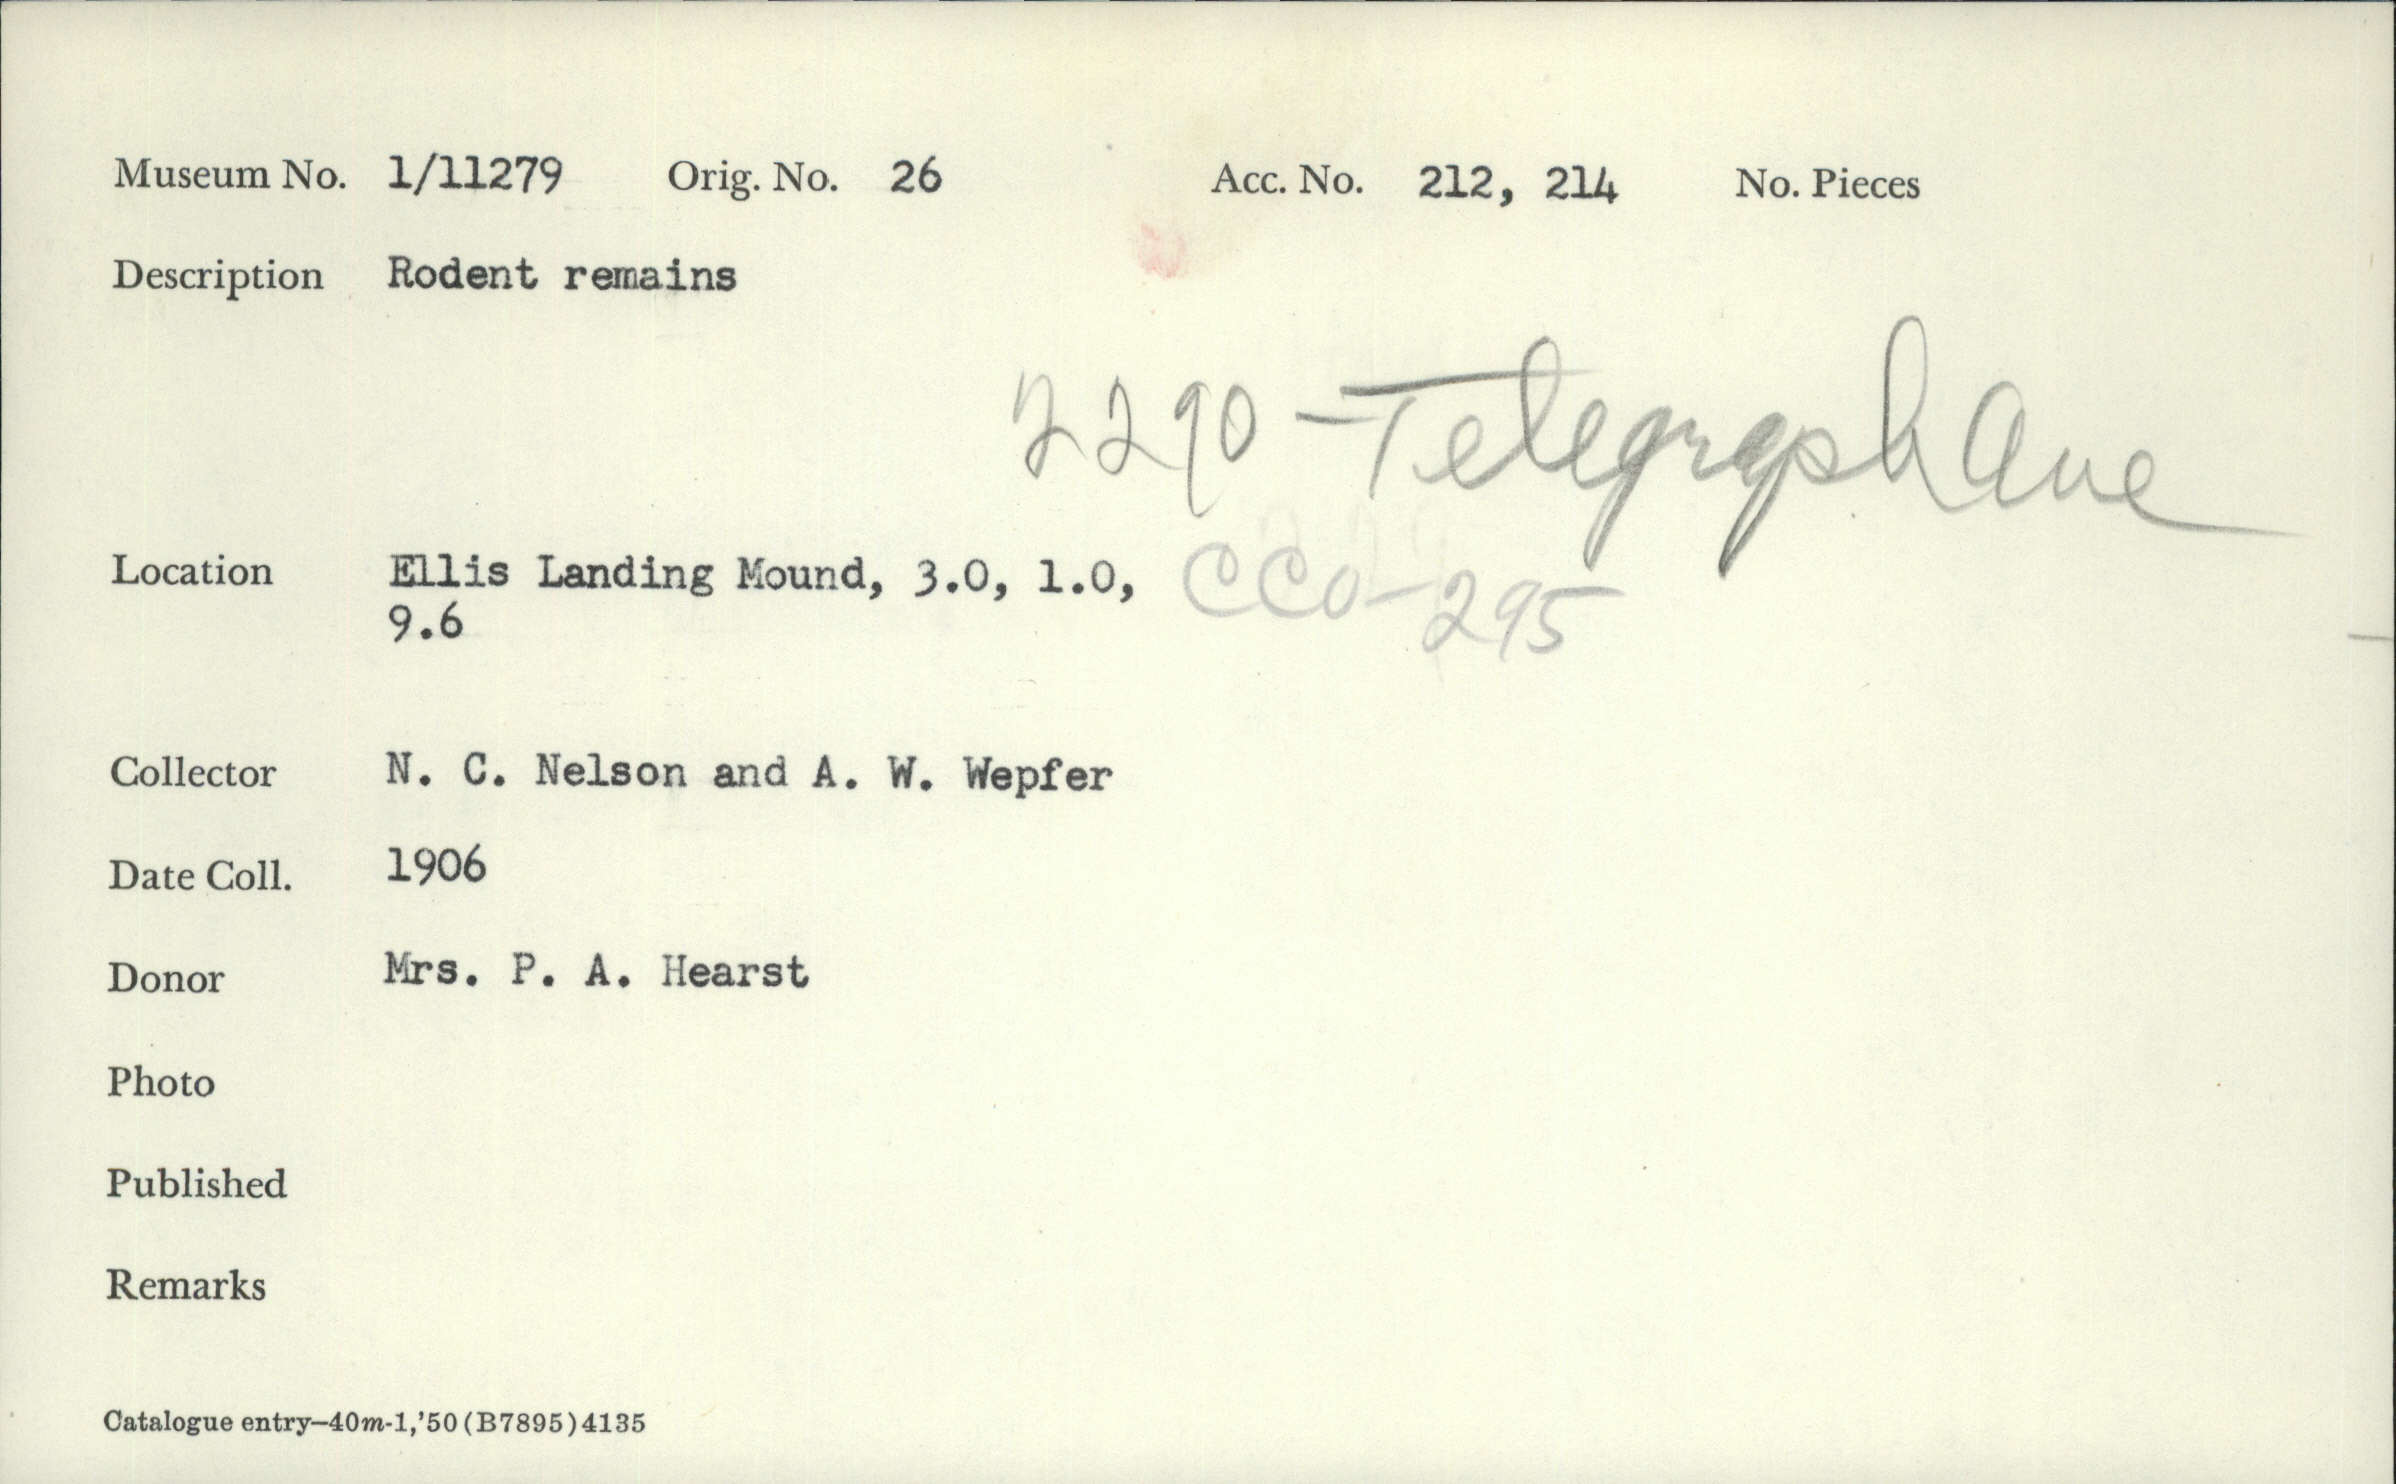 Museum No. 1/11279 Orig. No. 26 Acc. No. 212, 214 No. Pieces
Description Rodent remains
2290 - Telegraph Ave
Location Ellis Landing Mound, 3.0, 1.0, CCo-295
9.6
Collector N. C. Nelson and A. W. Wepfer
Date Coll. 1906
Donor Mrs. P. A. Hearst
Photo
Published
Remarks
Catalogue entry—40m-1,'50(B7895)4135